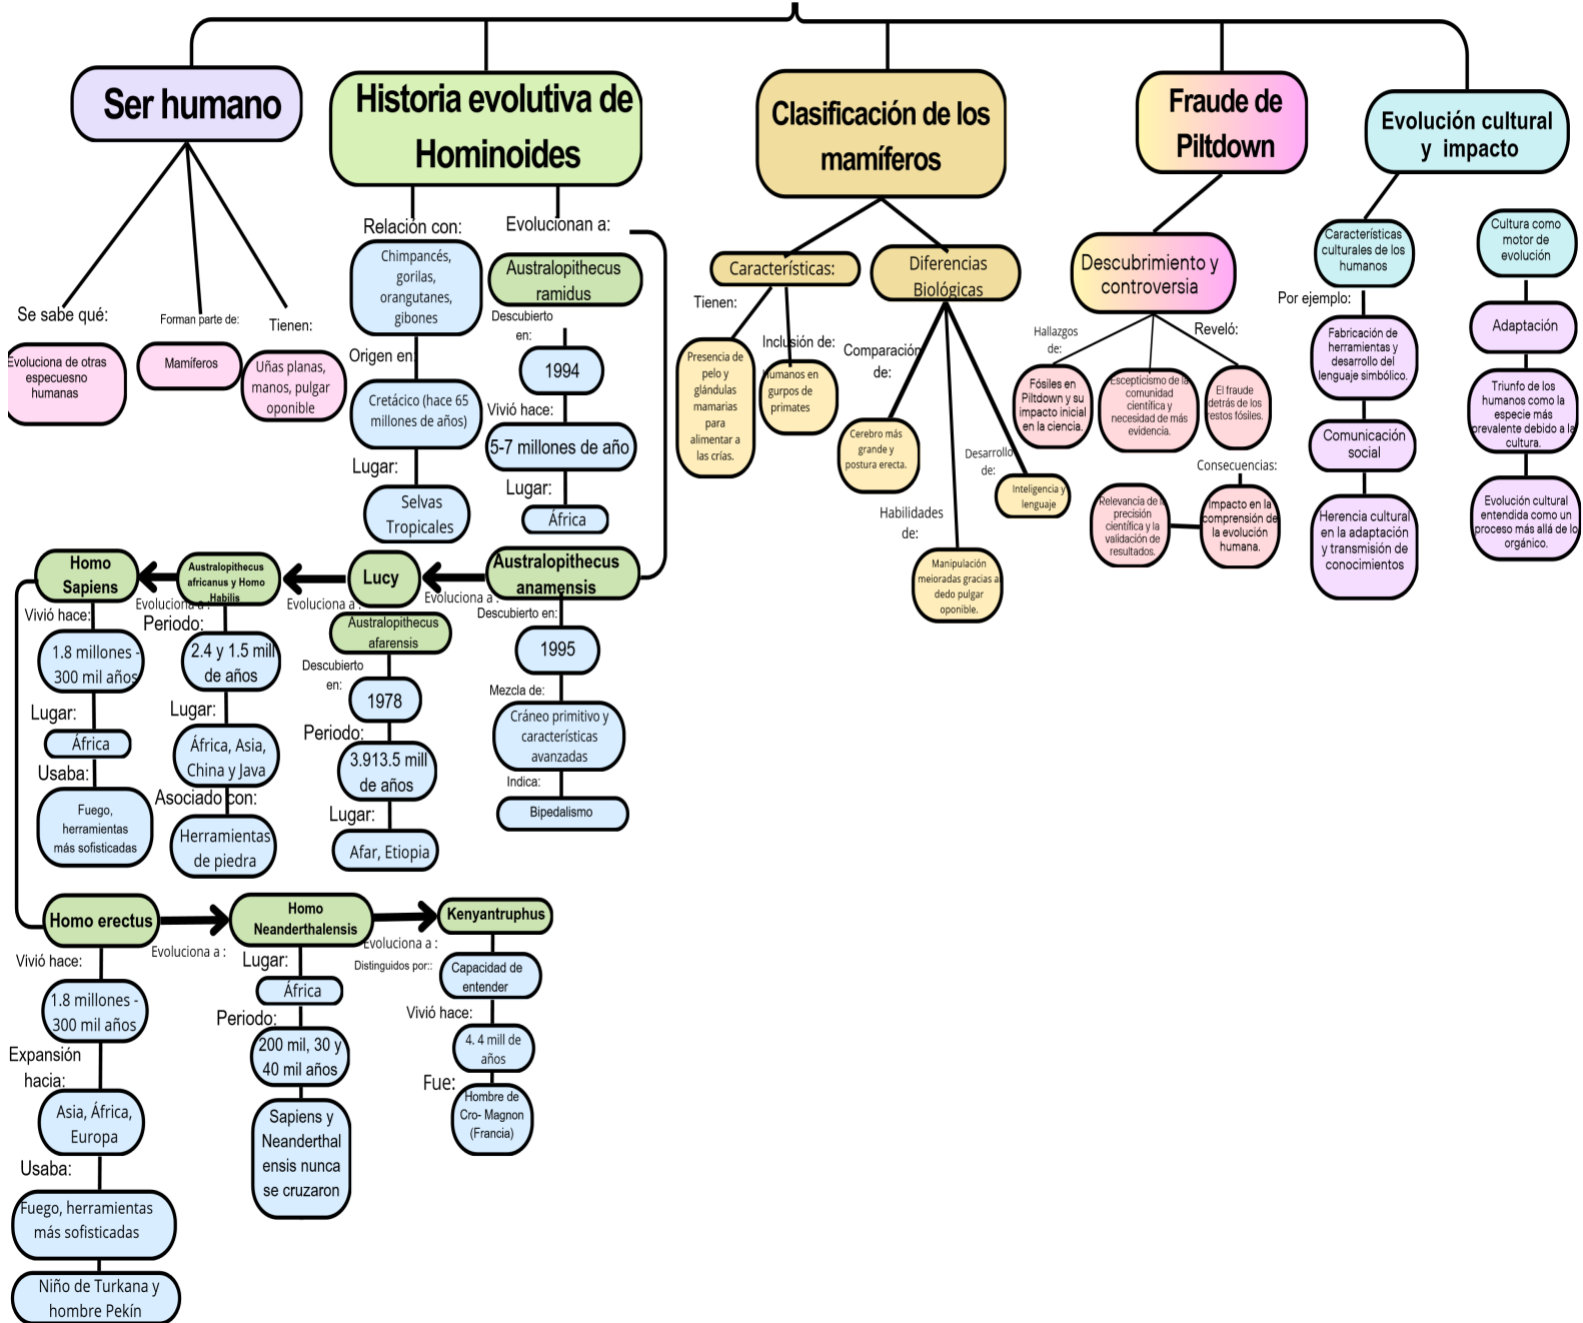 Ser humano
Se sabe qué:
Evoluciona de otras
especuesno
humanas
Forman parte de:
Mamíferos
Tienen:
Uñas planas,
manos, pulgar
oponible
Historia evolutiva de
Hominoides
Relación con:
Chimpancés,
gorilas,
orangutanes,
gibones
Origen en:
Cretácico (hace 65
millones de años)
Lugar:
Selvas
Tropicales
Evolucionan a:
Australopithecus
ramidus
Descubierto
en:
1994
Vivió hace:
5-7 millones de año
Lugar:
África
Australopithecus
anamensis
Descubierto en:
1995
Mezcla de:
Cráneo primitivo y
características
avanzadas
Indica:
Bipedalismo
Evoluciona a :
Lucy
Australopithecus
afarensis
Descubierto
en:
1978
Periodo:
3.913.5 mill
de años
Lugar:
Afar, Etiopia
Evoluciona a :
Australopithecus
africanus y Homo
Habilis
Periodo:
2.4 y 1.5 mill
de años
Lugar:
África, Asia,
China y Java
Asociado con:
Herramientas
de piedra
Evoluciona a :
Homo
Sapiens
Vivió hace:
1.8 millones -
300 mil años
Lugar:
África
Usaba:
Fuego,
herramientas
más sofisticadas
Homo erectus
Vivió hace:
1.8 millones -
300 mil años
Expansión
hacia:
Asia, África,
Europa
Usaba:
Fuego, herramientas
más sofisticadas
Niño de Turkana y
hombre Pekín
Evoluciona a :
Homo
Neanderthalensis
Lugar:
África
Periodo:
200 mil, 30 y
40 mil años
Sapiens y
Neanderthal
ensis nunca
se cruzaron
Evoluciona a :
Kenyantruphus
Distinguidos por::
Capacidad de
entender
Vivió hace:
4. 4 mill de
años
Fue:
Hombre de
Cro- Magnon
(Francia)
Clasificación de los
mamíferos
Características:
Tienen:
Presencia de
pelo y
glándulas
mamarias
para
alimentar a
las crías.
Inclusión de:
Humanos en
gurpos de
primates
Diferencias
Biológicas
Comparación
de:
Cerebro más
grande y
postura erecta.
Habilidades
de:
Manipulación
meioradas gracias a
dedo pulgar
oponible.
Desarrollo
de:
Inteligencia y
lenguaje
Fraude de
Piltdown
Descubrimiento y
controversia
Hallazgos
de:
Fósiles en
Piltdown y su
impacto inicial
en la ciencia.
Escepticismo de la
comunidad
científica y
necesidad de más
evidencia.
Reveló:
El fraude
detrás de los
restos fósiles.
Consecuencias:
Impacto en la
comprensión de
la evolución
humana.
Relevancia de la
precisión
científica y la
validación de
resultados.
Evolución cultural
y impacto
Características
culturales de los
humanos
Por ejemplo:
Fabricación de
herramientas y
desarrollo del
lenguaje simbólico.
Comunicación
social
Herencia cultural
en la adaptación
y transmisión de
conocimientos
Cultura como
motor de
evolución
Adaptación
Triunfo de los
humanos como la
especie más
prevalente debido a la
cultura.
Evolución cultural
entendida como un
proceso más allá de lo
orgánico.